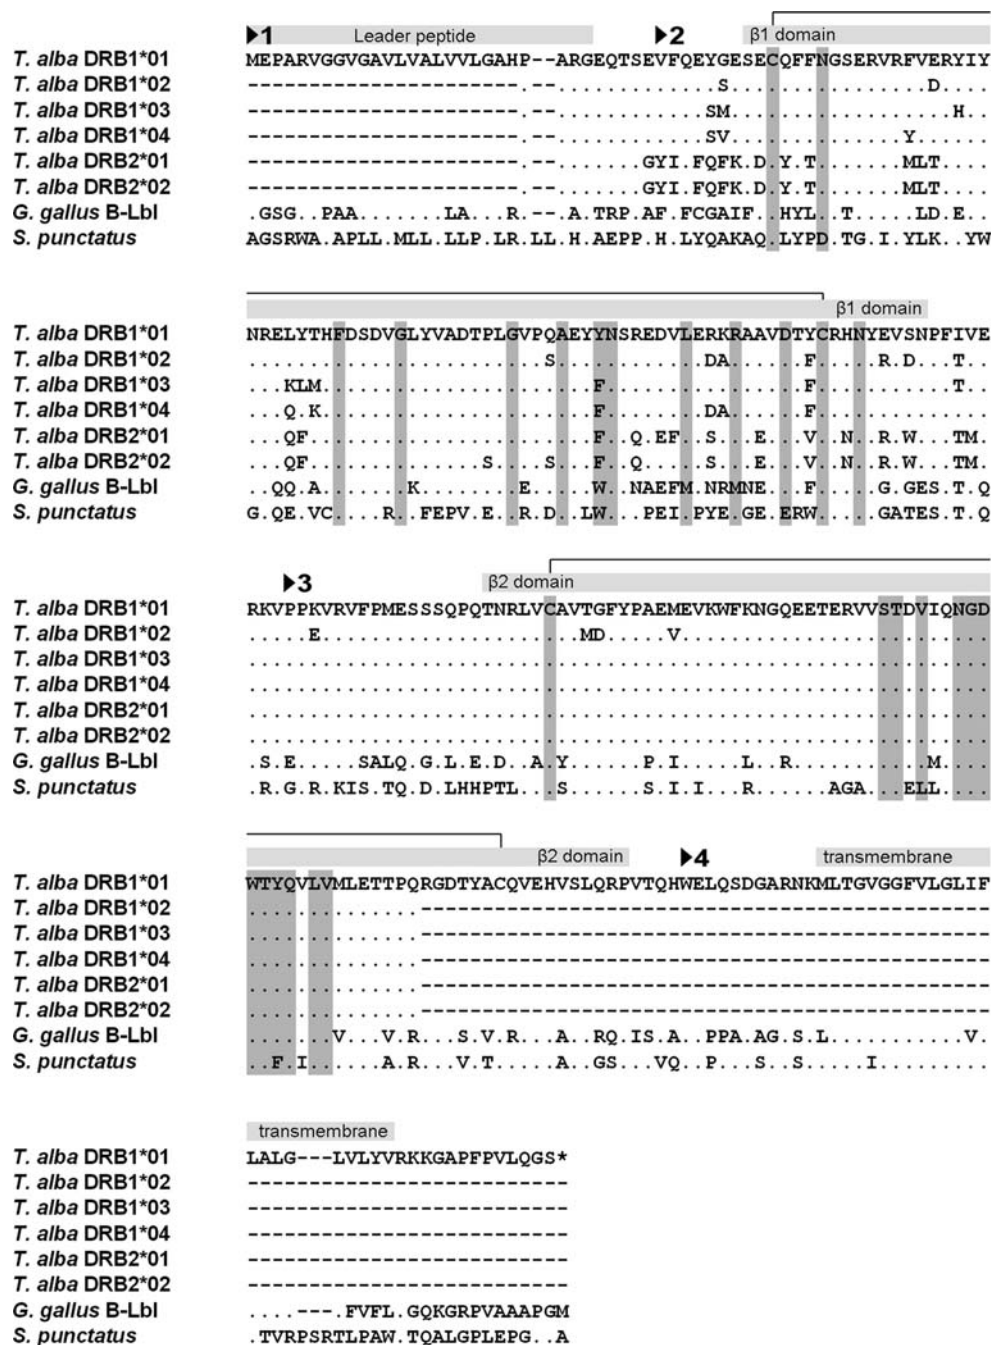 ▶1 Leader peptide ▶2 β1 domain
T. alba DRB1*01 MEPARVGGVGAVLVALVVLGAHP--ARGEQTSEVFQEYGESECQFFNGSERVRFVERYIY
T. alba DRB1*02 ----------------------.--.............S................D....
T. alba DRB1*03 ----------------------.--............SM..................H..
T. alba DRB1*04 ----------------------.--............SV..............Y......
T. alba DRB2*01 ----------------------.--.......GYI.FQFK.D.Y.T.......MLT....
T. alba DRB2*02 ----------------------.--.......GYI.FQFK.D.Y.T.......MLT....
G. gallus B-LbI .GSG..PAA......LA...R.--.A.TRP.AF.FCGAIF..HYL..T.....LD.E...
S. punctatus AGSRWA.APLL.MLL.LLP.LR.LL.H.AEPP.H.LYQAKAQ.LYPD.TG.I.YLK..YW
β1 domain
T. alba DRB1*01 NRELYTHFDSDVGLYVADTPLGVPQAEYYNSREDVLERKRAAVDTYCRHNYEVSNPFIVE
T. alba DRB1*02 ........................S............DA.......F.....R.D...T..
T. alba DRB1*03 ...KLM......................F................F...........T..
T. alba DRB1*04 ...Q.K......................F........DA......F..............
T. alba DRB2*01 ...QF.......................F..Q.EF..S...E...V..N..R.W...TM.
T. alba DRB2*02 ...QF..............S....S...F..Q.....S...E...V..N..R.W...TM.
G. gallus B-LbI ..QQ.A.......K........E.....W..NAEFM.NRMNE...F.....G.GES.T.Q
S. punctatus G.QE.VC....R..FEPV.E..R.D..LW...PEI.PYE.GE.ERW.....GATES.T.Q
▶3 β2 domain
T. alba DRB1*01 RKVPPKVRVFPMESSSQPQTNRLVCAVTGFYPAEMEVKWFKNGQEETERVVSTDVIQNGD
T. alba DRB1*02 .....E.....................MD.....V.........................
T. alba DRB1*03 ............................................................
T. alba DRB1*04 ............................................................
T. alba DRB2*01 ............................................................
T. alba DRB2*02 ............................................................
G. gallus B-LbI .S.E.....SALQ.G.L.E.D..A.Y......P.I.....L..R...........M....
S. punctatus .R.G.R.KIS.TQ.D.LHHPTL...S......S.I.I...R......AGA...ELL....
β2 domain ▶4 transmembrane
T. alba DRB1*01 WTYQVLVMLETTPQRGDTYACQVEHVSLQRPVTQHWELQSDGARNKMLTGVGGFVLGLIF
T. alba DRB1*02 ..............----------------------------------------------
T. alba DRB1*03 ..............----------------------------------------------
T. alba DRB1*04 ..............----------------------------------------------
T. alba DRB2*01 ..............----------------------------------------------
T. alba DRB2*02 ..............----------------------------------------------
G. gallus B-LbI .......V...V.R...S.V.R...A..RQ.IS.A..PPA.AG.S.L...........V.
S. punctatus ..F.I......A.R...V.T.....A..GS...VQ..P...S..S.....I.........
transmembrane
T. alba DRB1*01 LALG---LVLYVRKKGAPFPVLQGS*
T. alba DRB1*02 --------------------------
T. alba DRB1*03 --------------------------
T. alba DRB1*04 --------------------------
T. alba DRB2*01 --------------------------
T. alba DRB2*02 --------------------------
G. gallus B-LbI ....---.FVFL.GQKGRPVAAAPGM
S. punctatus .TVRPSRTLPAW.TQALGPLEPG..A